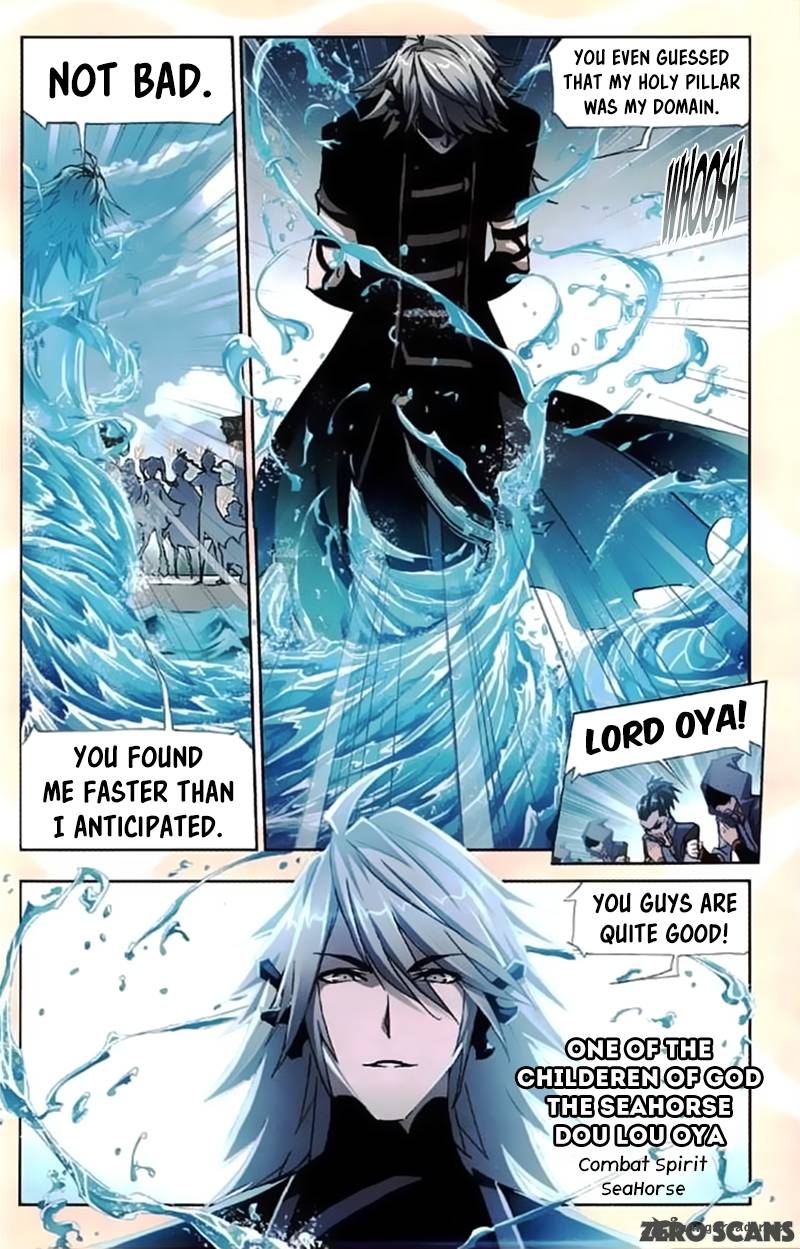 NOT BAD.
YOU EVEN GUESSED
THAT MY HOLY PILLAR
WAS MY DOMAIN.
WHOOSH
YOU FOUND
ME FASTER THAN
I ANTICIPATED.
LORD OYA!
YOU GUYS ARE
QUITE GOOD!
ONE OF THE
CHILDEREN OF GOD
THE SEAHORSE
DOU LOU OYA
Combat Spirit
SeaHorse
ZERO SCANS